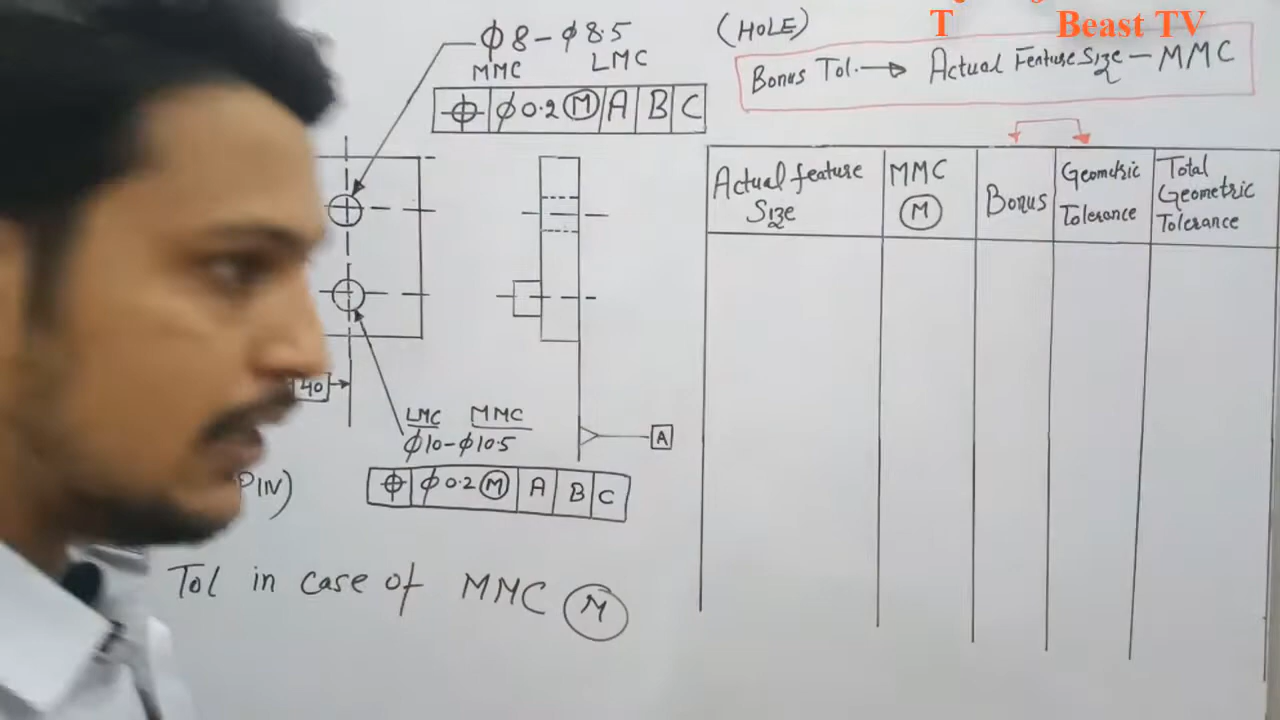 T Beast TV
(HOLE)
Bonus Tol. → Actual Feature Size – MMC
ϕ8 – ϕ8.5
MMC LMC
⌖ ϕ0.2 Ⓜ A B C
Actual feature Size
MMC Ⓜ
Bonus
Geometric Tolerance
Total Geometric Tolerance
40
LMC MMC
ϕ10 – ϕ10.5
⌖ ϕ0.2 Ⓜ A B C
A
PIN)
Tol in case of MMC Ⓜ